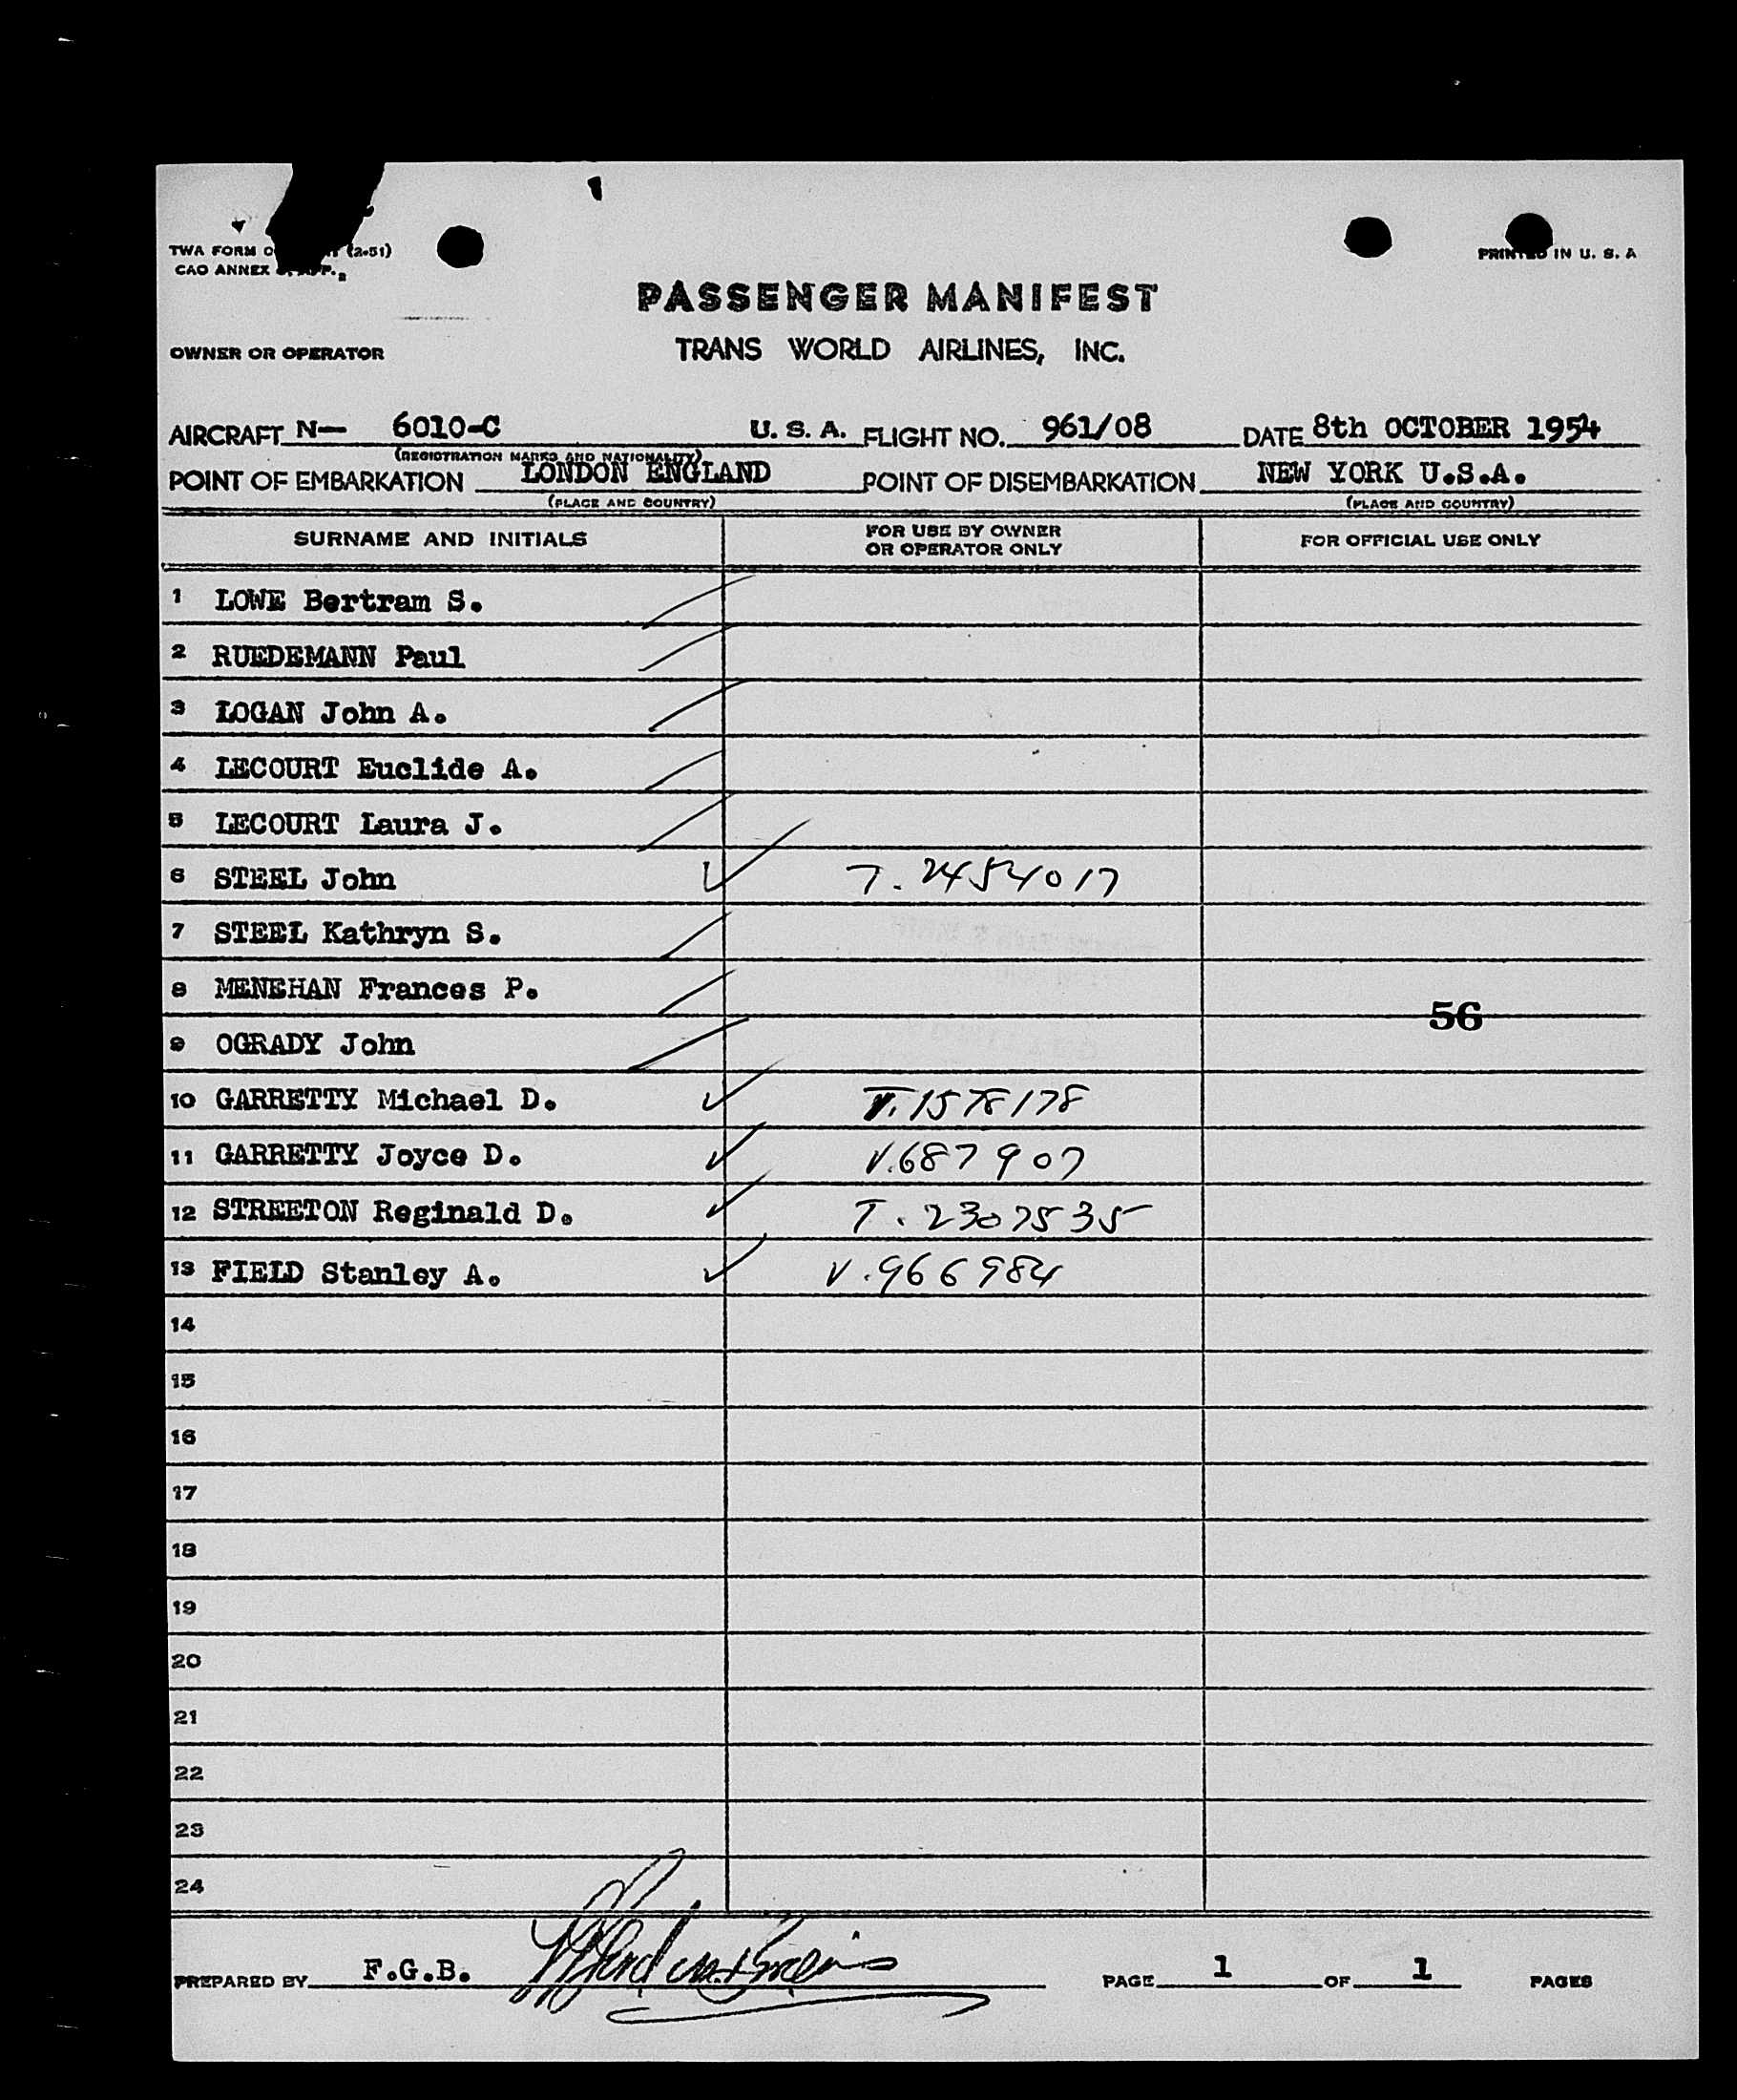 TWA FORM (2-51)
CAO ANNEX
PRINTED IN U. S. A
PASSENGER MANIFEST
OWNER OR OPERATOR TRANS WORLD AIRLINES, INC.
AIRCRAFT N- 6010-C U. S. A. FLIGHT NO. 961/08 DATE 8th OCTOBER 1954
(REGISTRATION MARKS AND NATIONALITY)
POINT OF EMBARKATION LONDON ENGLAND POINT OF DISEMBARKATION NEW YORK U.S.A.
(PLACE AND COUNTRY) (PLACE AND COUNTRY)
SURNAME AND INITIALS FOR USE BY OWNER OR OPERATOR ONLY FOR OFFICIAL USE ONLY
1 LOWE Bertram S.
2 RUEDEMANN Paul
3 LOGAN John A.
4 LECOURT Euclide A.
5 LECOURT Laura J.
6 STEEL John T. 2454017
7 STEEL Kathryn S.
8 MENEHAN Frances P.
56
9 OGRADY John
10 GARRETTY Michael D. T. 1578178
11 GARRETTY Joyce D. V.687907
12 STREETON Reginald D. T. 2307535
13 FIELD Stanley A. V.966984
14
15
16
17
18
19
20
21
22
23
24
PREPARED BY F.G.B. PAGE 1 OF 1 PAGES